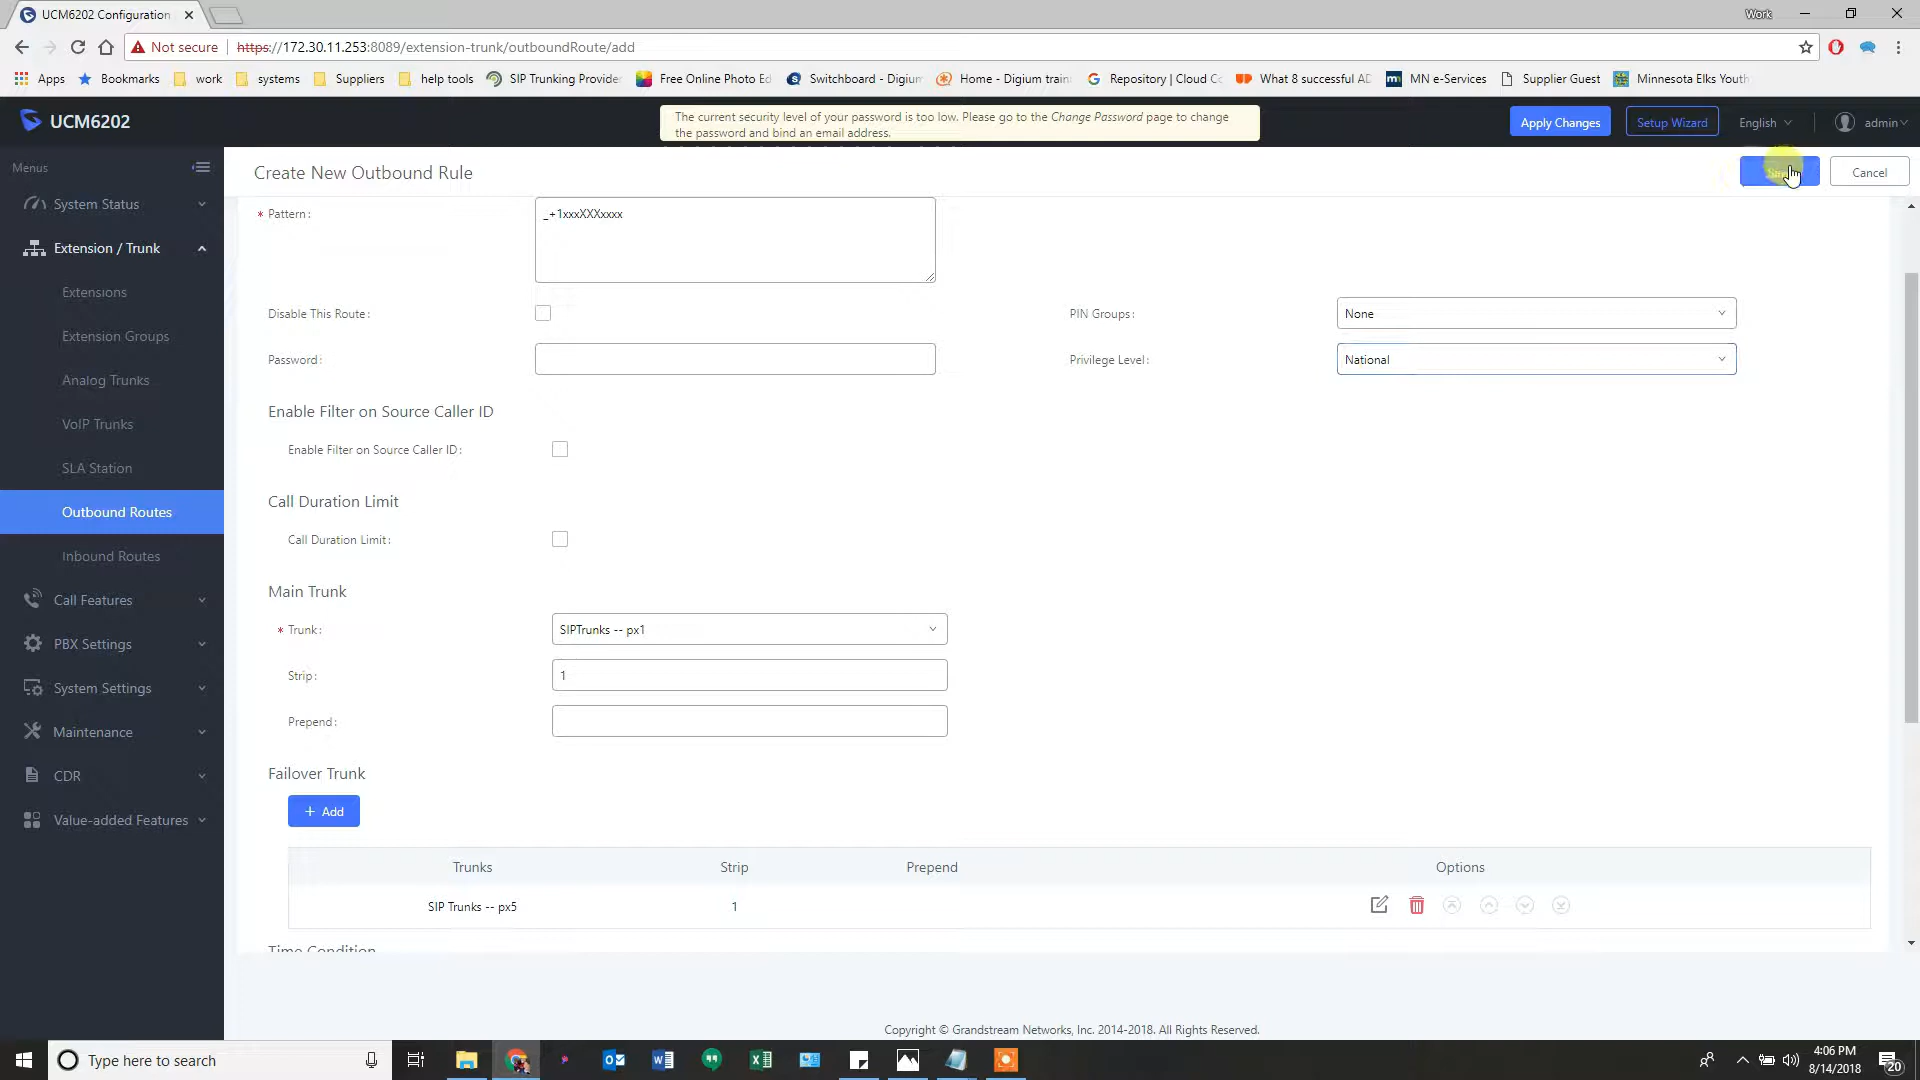 UCM6202 Configuration
Work
Not secure
https://172.30.11.253:8089/extension-trunk/outboundRoute/add
Apps
Bookmarks
work
systems
Suppliers
help tools
SIP Trunking Provide
Free Online Photo Ed
Switchboard - Digiun
Home - Digium train
Repository | Cloud Co
What 8 successful AD
MN e-Services
Supplier Guest
Minnesota Elks Youth
UCM6202
The current security level of your password is too low. Please go to the Change Password page to change
the password and bind an email address.
Apply Changes
Setup Wizard
English
admin
Menus
Create New Outbound Rule
Cancel
System Status
Extension / Trunk
Extensions
Extension Groups
Analog Trunks
VoIP Trunks
SLA Station
Outbound Routes
Inbound Routes
Call Features
PBX Settings
System Settings
Maintenance
CDR
Value-added Features
* Pattern:
_+1xxxXXXxxxx
Disable This Route:
PIN Groups:
None
Password:
Privilege Level:
National
Enable Filter on Source Caller ID
Enable Filter on Source Caller ID:
Call Duration Limit
Call Duration Limit:
Main Trunk
* Trunk:
SIPTrunks -- px1
Strip:
1
Prepend:
Failover Trunk
+ Add
Trunks
Strip
Prepend
Options
SIP Trunks -- px5
1
Time Condition
Copyright © Grandstream Networks, Inc. 2014-2018. All Rights Reserved.
Type here to search
4:06 PM
8/14/2018
20